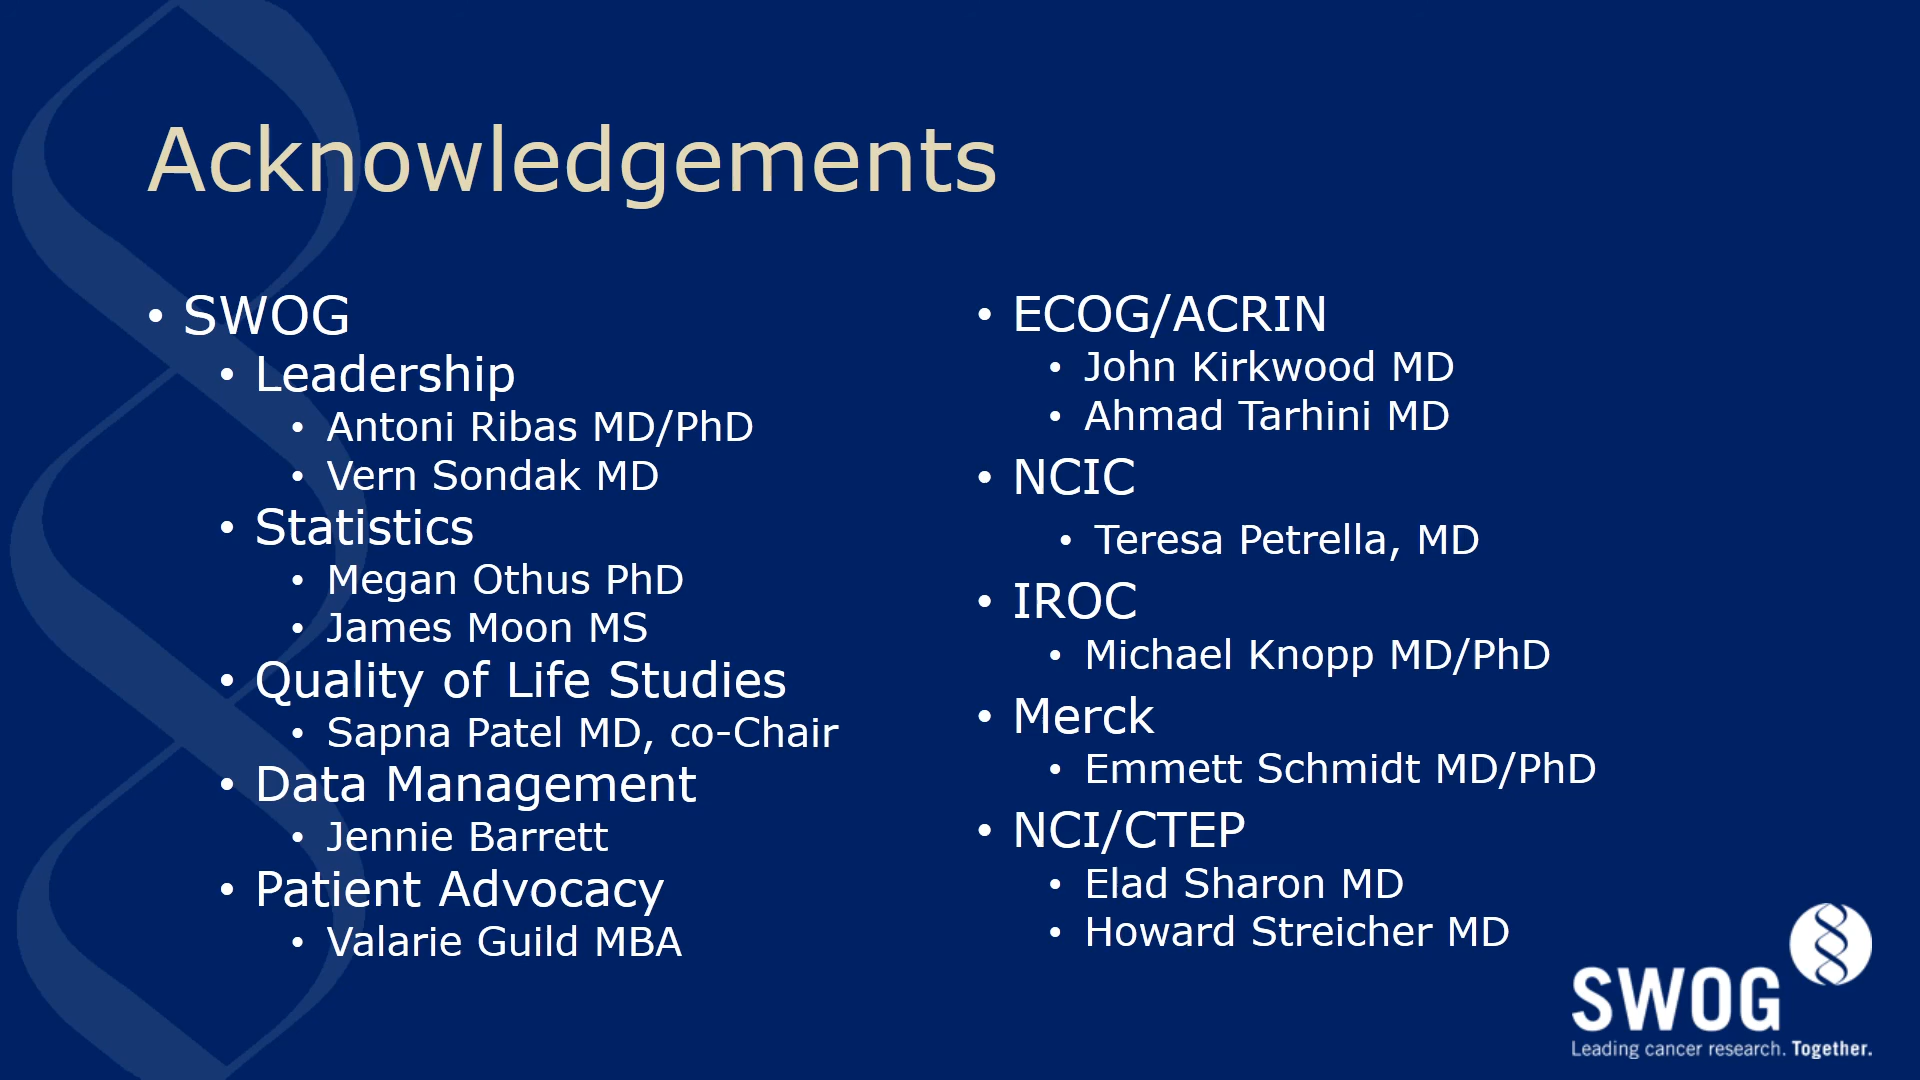 Acknowledgements
• SWOG
• Leadership
• Antoni Ribas MD/PhD
• Vern Sondak MD
• Statistics
• Megan Othus PhD
• James Moon MS
• Quality of Life Studies
• Sapna Patel MD, co-Chair
• Data Management
• Jennie Barrett
• Patient Advocacy
• Valarie Guild MBA
• ECOG/ACRIN
• John Kirkwood MD
• Ahmad Tarhini MD
• NCIC
• Teresa Petrella, MD
• IROC
• Michael Knopp MD/PhD
• Merck
• Emmett Schmidt MD/PhD
• NCI/CTEP
• Elad Sharon MD
• Howard Streicher MD
SWOG
Leading cancer research. Together.